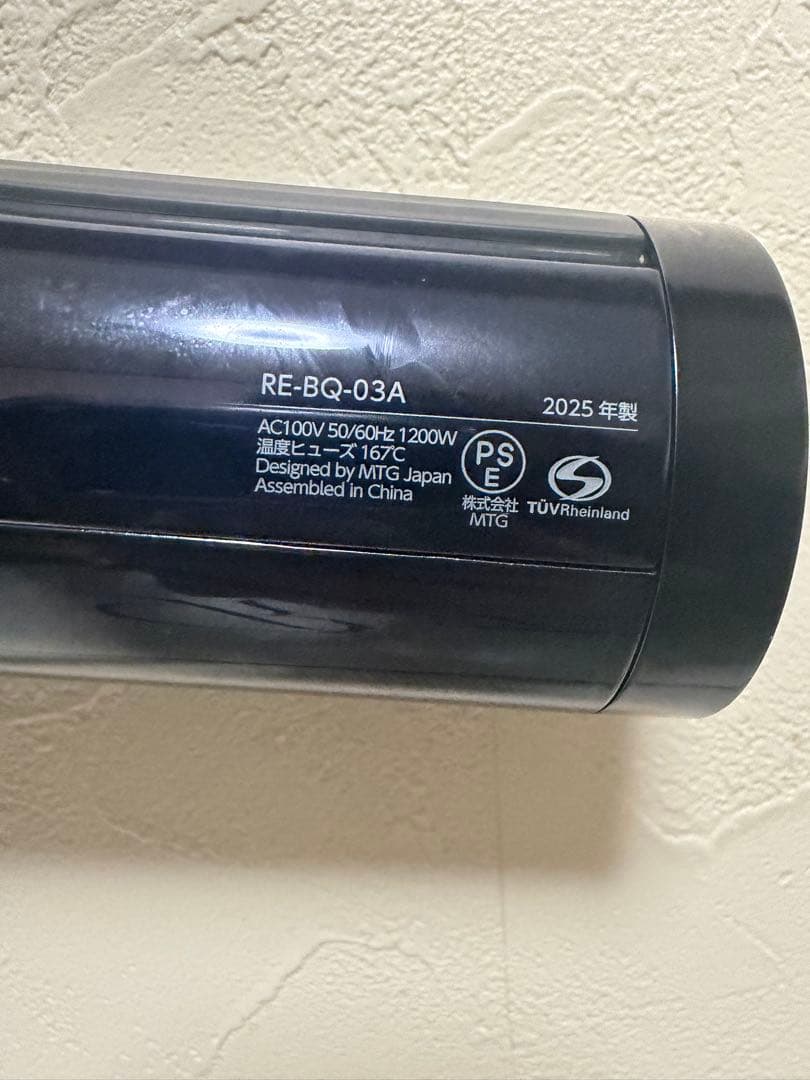 RE-BQ-03A
2025 年製
AC100V 50/60Hz 1200W
温度ヒューズ 167℃
Designed by MTG Japan
Assembled in China
PS
E
株式会社
MTG
TÜVRheinland